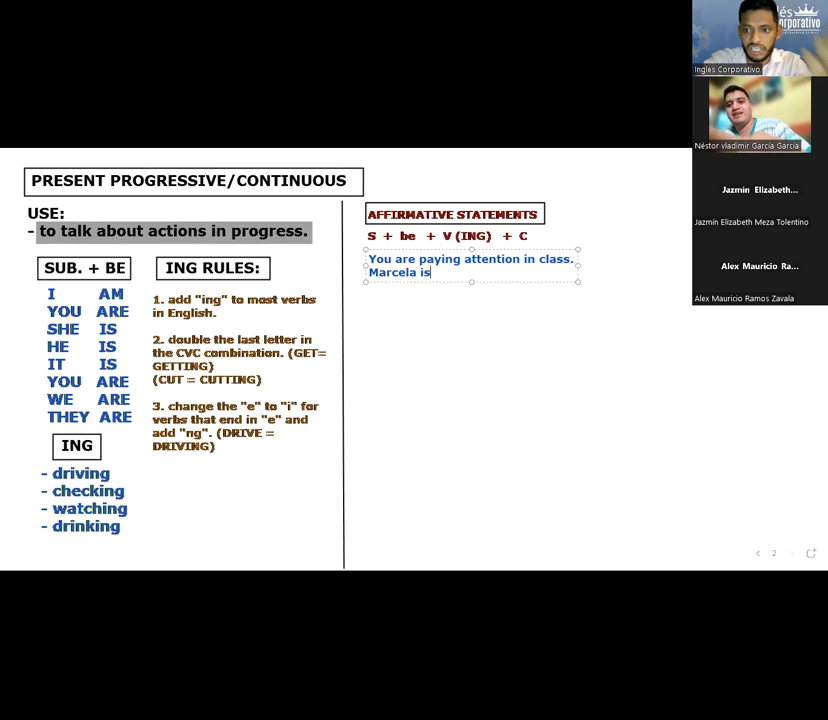 PRESENT PROGRESSIVE/CONTINUOUS
USE:
- to talk about actions in progress.
SUB. + BE
I AM
YOU ARE
SHE IS
HE IS
IT IS
YOU ARE
WE ARE
THEY ARE
ING
- driving
- checking
- watching
- drinking
ING RULES:
1. add "ing" to most verbs
in English.
2. double the last letter in
the CVC combination. (GET=
GETTING)
(CUT = CUTTING)
3. change the "e" to "i" for
verbs that end in "e" and
add "ng". (DRIVE =
DRIVING)
AFFIRMATIVE STATEMENTS
S + be + V (ING) + C
You are paying attention in class.
Marcela is
2
Ingles Corporativo
Néstor vladimir García García
Jazmin Elizabeth...
Jazmín Elizabeth Meza Tolentino
Alex Mauricio Ra...
Alex Mauricio Ramos Zavala